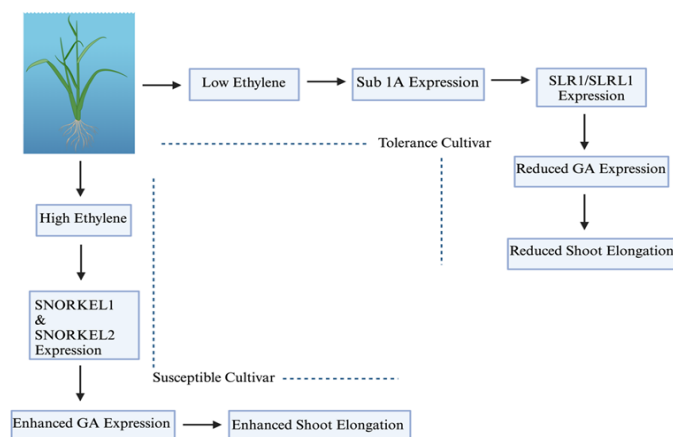 Low Ethylene
Sub 1A Expression
SLR1/SLRL1
Expression
Tolerance Cultivar
Reduced GA Expression
High Ethylene
Reduced Shoot Elongation
SNORKEL1
&
SNORKEL2
Expression
Susceptible Cultivar
Enhanced GA Expression
Enhanced Shoot Elongation